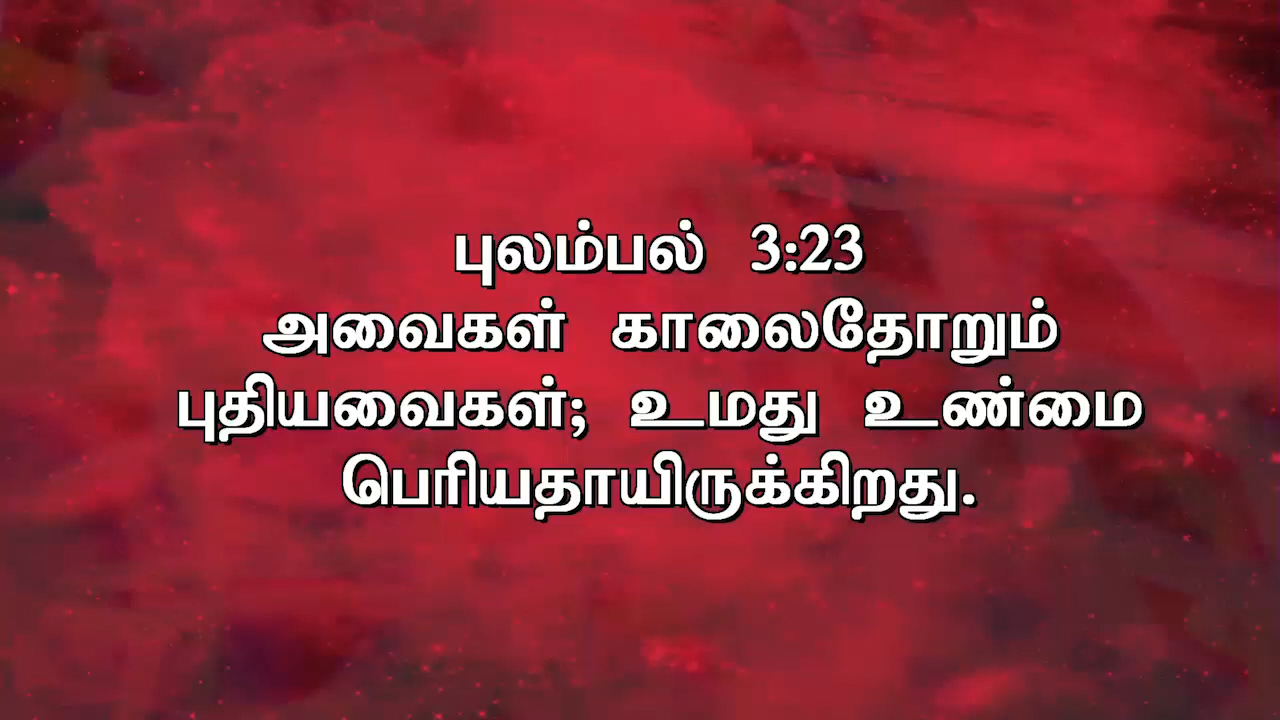 புலம்பல் 3:23
அவைகள் காலைதோறும்
புதியவைகள்; உமது உண்மை
பெரியதாயிருக்கிறது.